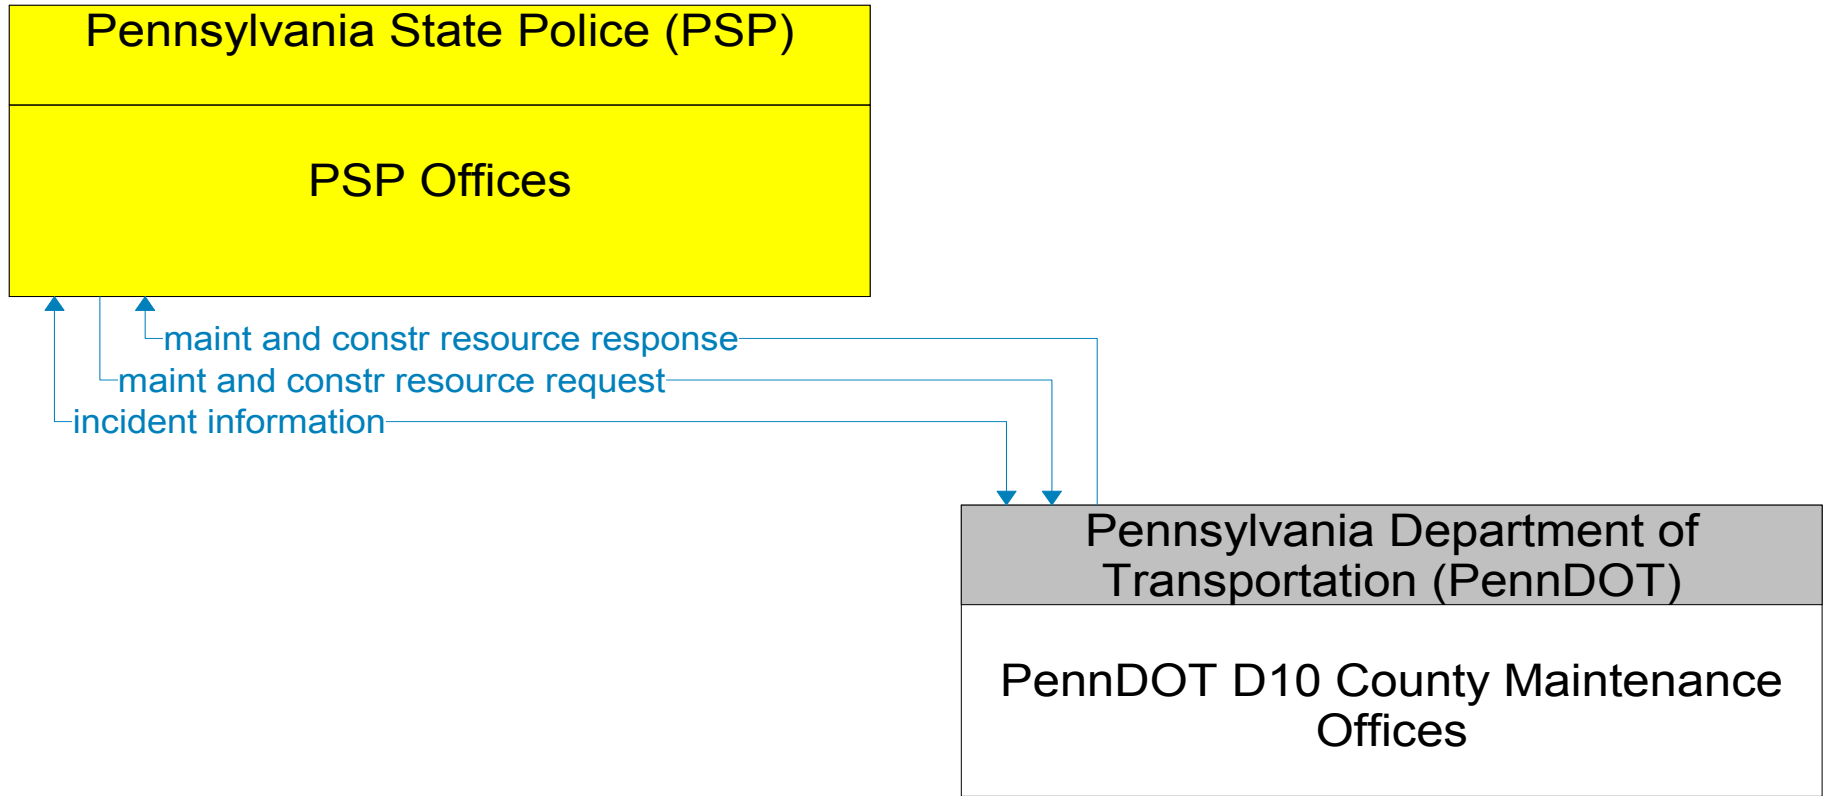 Pennsylvania State Police (PSP)
PSP Offices
maint and constr resource response
maint and constr resource request
incident information
Pennsylvania Department of
Transportation (PennDOT)
PennDOT D10 County Maintenance
Offices